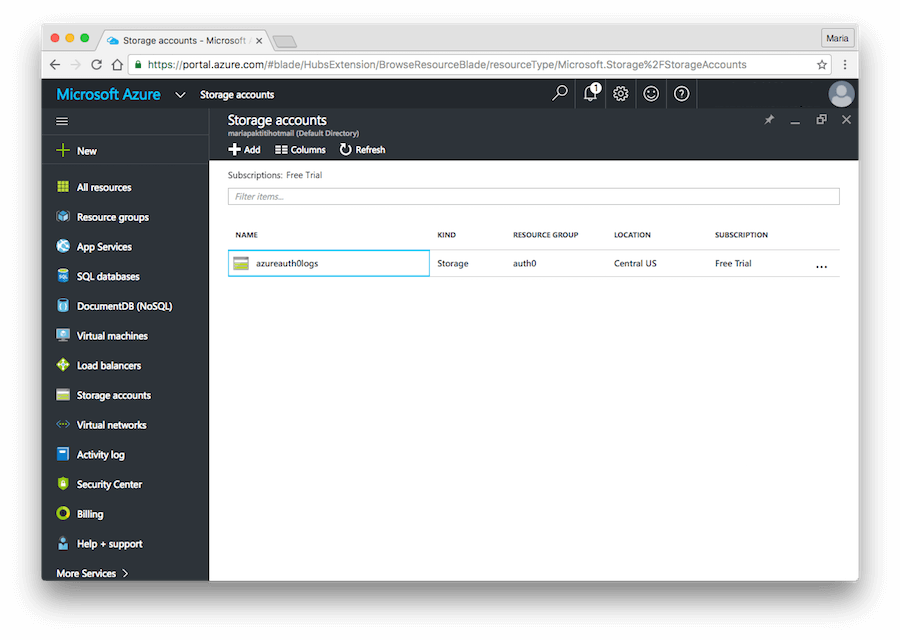 Storage accounts - Microsoft
Maria
https://portal.azure.com/#blade/HubsExtension/BrowseResourceBlade/resourceType/Microsoft.Storage%2FStorageAccounts
Microsoft Azure Storage accounts
1
Storage accounts
mariapaktitihotmail (Default Directory)
Add Columns Refresh
New
All resources
Resource groups
App Services
SQL databases
DocumentDB (NoSQL)
Virtual machines
Load balancers
Storage accounts
Virtual networks
Activity log
Security Center
Billing
Help + support
More Services
Subscriptions: Free Trial
Filter items...
NAME KIND RESOURCE GROUP LOCATION SUBSCRIPTION
azureauth0logs Storage auth0 Central US Free Trial ...